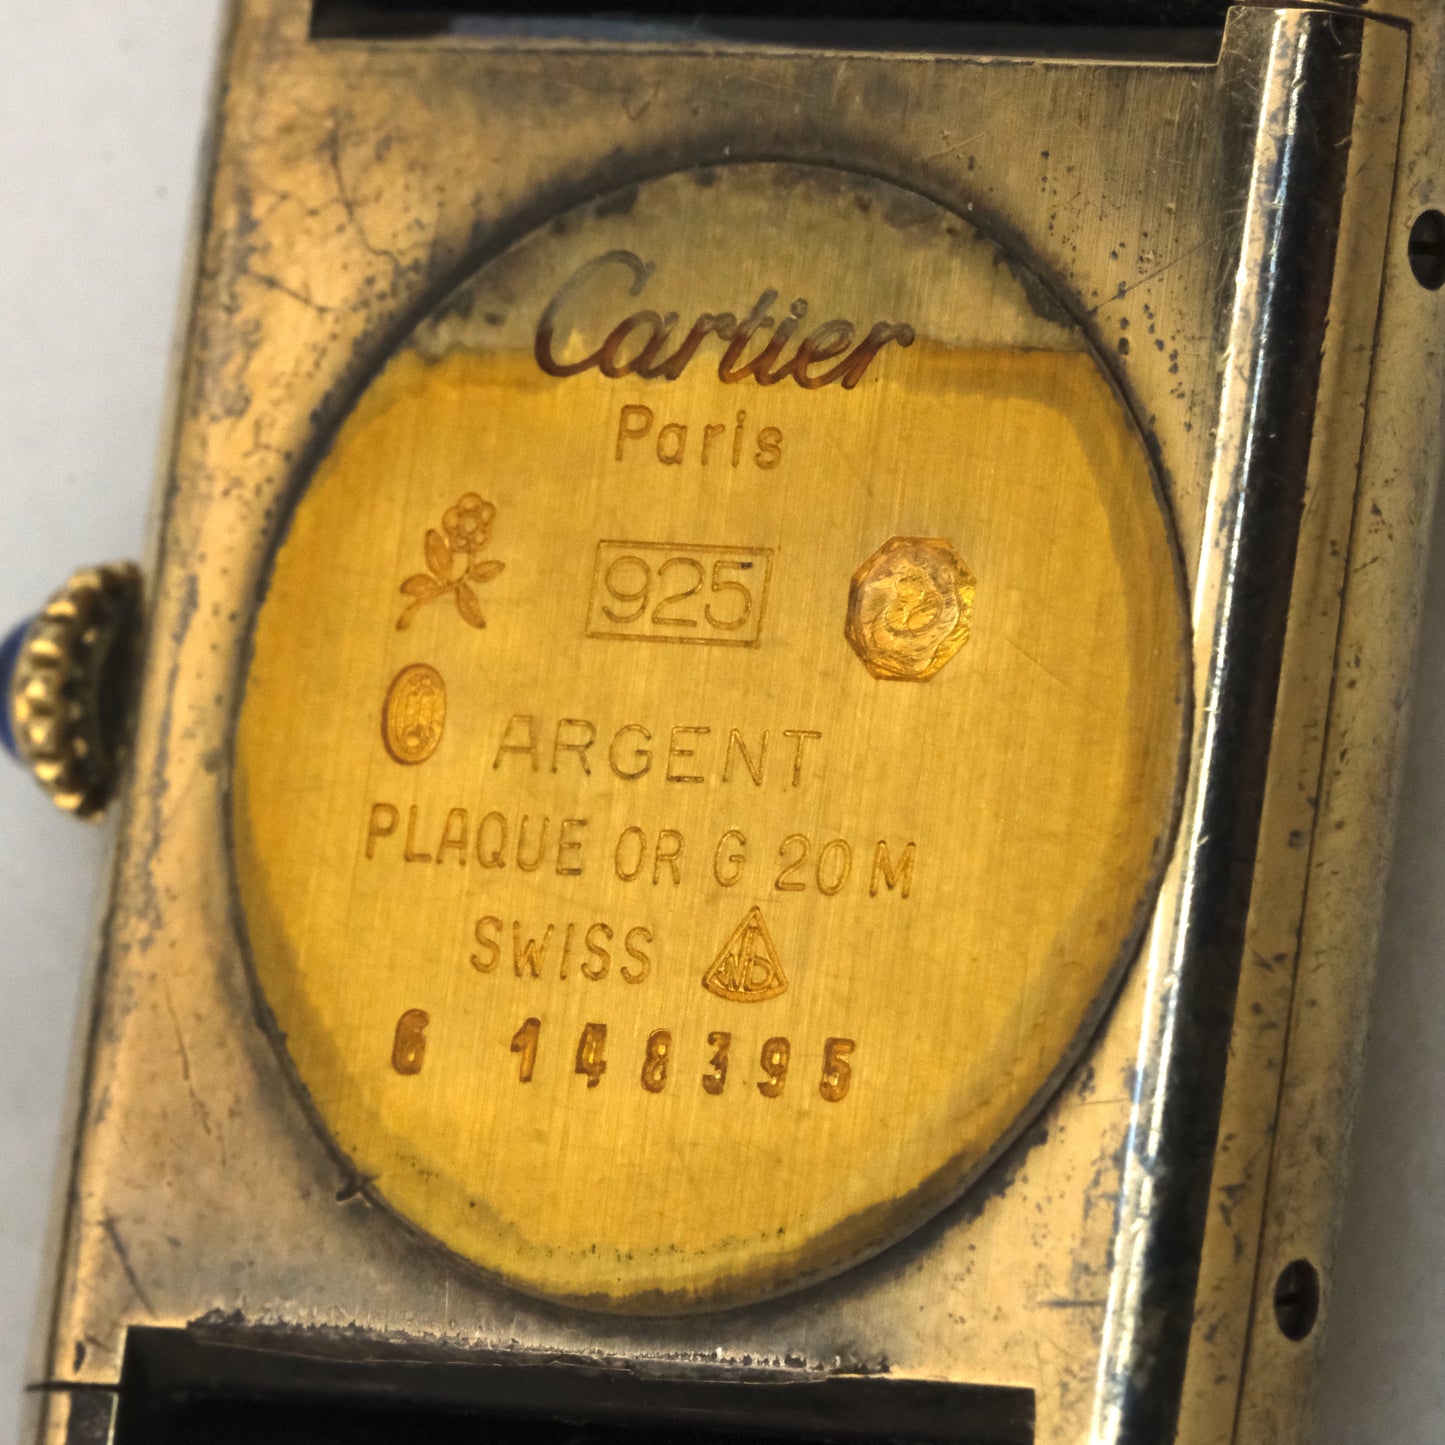 Cartier
Paris
925
ARGENT
PLAQUE OR G 20 M
SWISS
6 148395